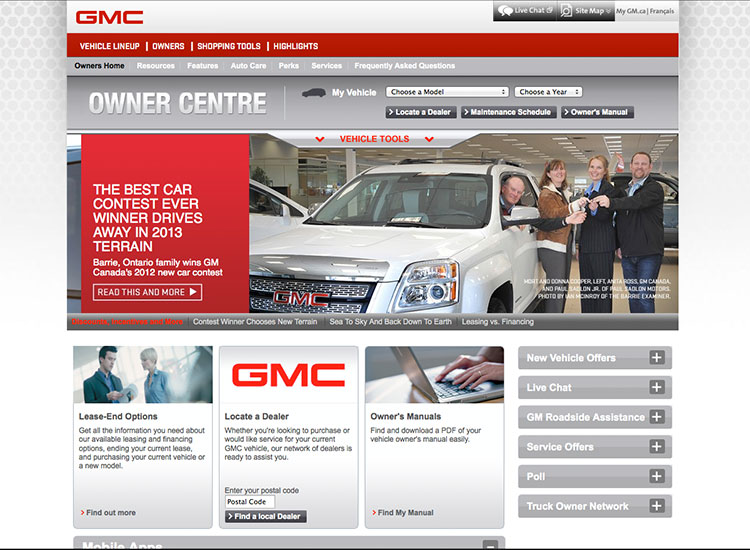 GMC
Live Chat
Site Map
My GM.ca | Français
VEHICLE LINEUP | OWNERS | SHOPPING TOOLS | HIGHLIGHTS
Owners Home Resources Features Auto Care Perks Services Frequently Asked Questions
OWNER CENTRE
My Vehicle
Choose a Model
Choose a Year
Locate a Dealer
Maintenance Schedule
Owner's Manual
VEHICLE TOOLS
THE BEST CAR
CONTEST EVER
WINNER DRIVES
AWAY IN 2013
TERRAIN
Barrie, Ontario family wins GM
Canada's 2012 new car contest
READ THIS AND MORE
GMC
MORT AND DONNA COOPER, LEFT, ANITA ROSS, GM CANADA,
AND PAUL SADLON JR. OF PAUL SADLON MOTORS.
PHOTO BY IAN MCINROY OF THE BARRIE EXAMINER.
Contest Winner Chooses New Terrain
Sea To Sky And Back Down To Earth
Leasing vs. Financing
Lease-End Options
Get all the information you need about
our available leasing and financing
options, ending your current lease,
and purchasing your current vehicle or
a new model.
Find out more
GMC
Locate a Dealer
Whether you're looking to purchase or
would like service for your current
GMC vehicle, our network of dealers is
ready to assist you.
Enter your postal code
Postal Code
Find a local Dealer
Owner's Manuals
Find and download a PDF of your
vehicle owner's manual easily.
Find My Manual
New Vehicle Offers
Live Chat
GM Roadside Assistance
Service Offers
Poll
Truck Owner Network
Mobile Apps